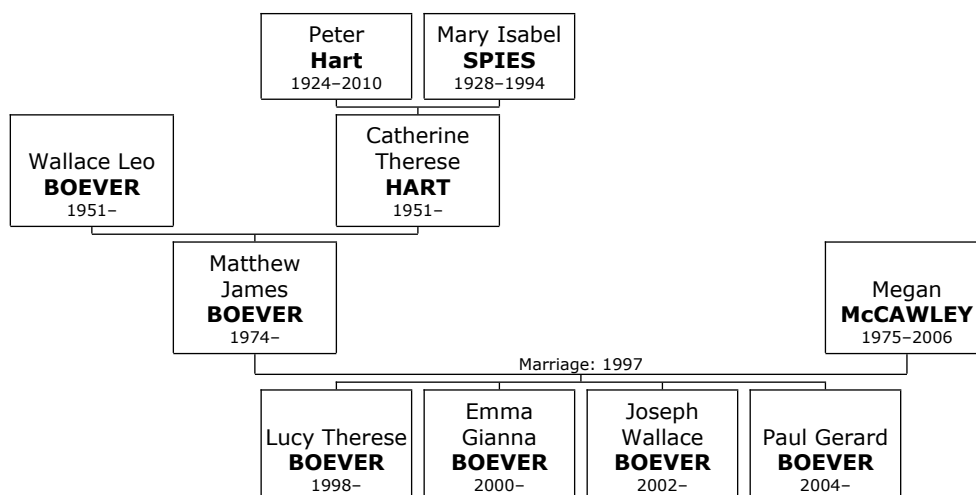 Peter
Hart
1924–2010
Mary Isabel
SPIES
1928–1994
Wallace Leo
BOEVER
1951–
Catherine
Therese
HART
1951–
Matthew
James
BOEVER
1974–
Megan
McCAWLEY
1975–2006
Marriage: 1997
Lucy Therese
BOEVER
1998–
Emma
Gianna
BOEVER
2000–
Joseph
Wallace
BOEVER
2002–
Paul Gerard
BOEVER
2004–